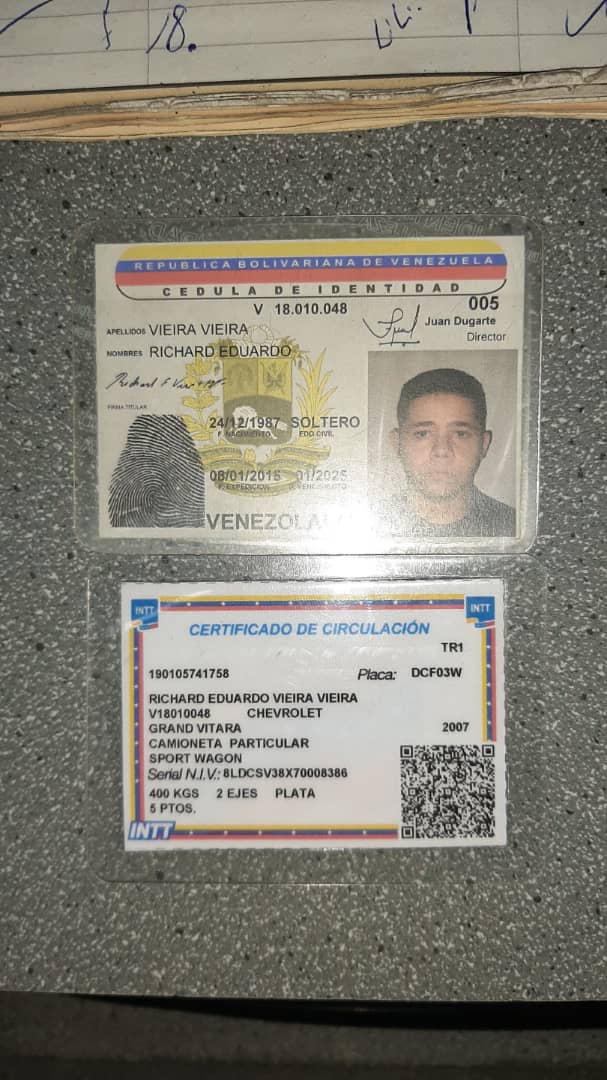 18.
REPUBLICA BOLIVARIANA DE VENEZUELA
CEDULA DE IDENTIDAD
V 18.010.048
005
APELLIDOS VIEIRA VIEIRA
Juan Dugarte
Director
NOMBRES RICHARD EDUARDO
FIRMA TITULAR
24/12/1987 SOLTERO
F. NACIMIENTO EDO CIVIL
06/01/2015 01/2025
F. EXPEDICION F. VENCIMIENTO
INTT
INTT
CERTIFICADO DE CIRCULACIÓN
TR1
190105741758 Placa: DCF03W
RICHARD EDUARDO VIEIRA VIEIRA
V18010048 CHEVROLET
GRAND VITARA 2007
CAMIONETA PARTICULAR
SPORT WAGON
Serial N.I.V.: 8LDCSV38X70008386
400 KGS 2 EJES PLATA
5 PTOS.
INTT